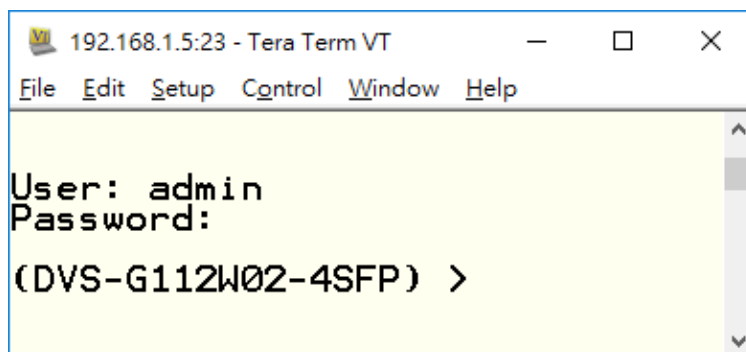 192.168.1.5:23 - Tera Term VT
File Edit Setup Control Window Help
User: admin
Password:
(DVS-G112W02-4SFP) >